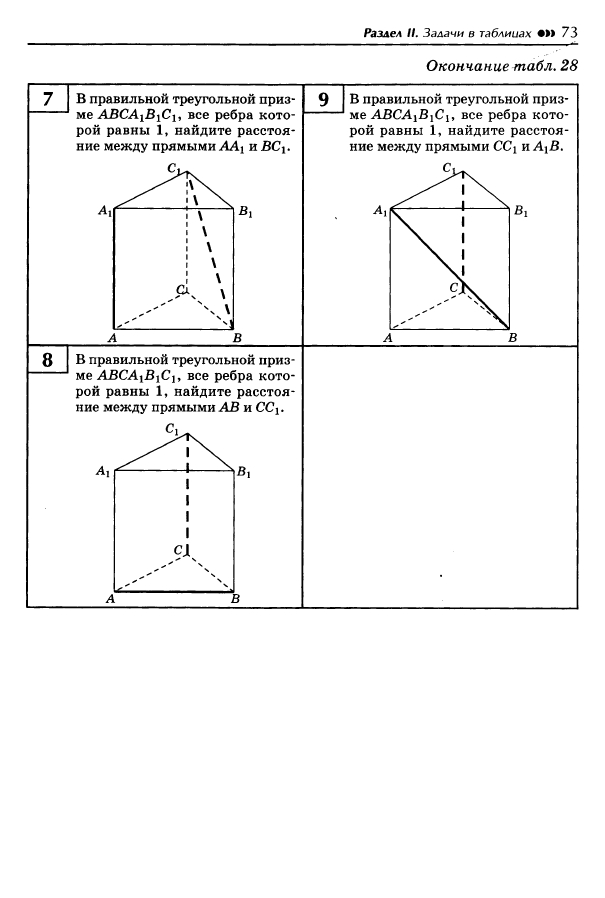 Раздел II. Задачи в таблицах 73
Окончание табл. 28
7
В правильной треугольной приз-
ме ABCA₁B₁C₁, все ребра кото-
рой равны 1, найдите расстоя-
ние между прямыми AA₁ и BC₁.
C₁
A₁
B₁
C
A
B
9
В правильной треугольной приз-
ме ABCA₁B₁C₁, все ребра кото-
рой равны 1, найдите расстоя-
ние между прямыми CC₁ и A₁B.
C₁
A₁
B₁
C
A
B
8
В правильной треугольной приз-
ме ABCA₁B₁C₁, все ребра кото-
рой равны 1, найдите расстоя-
ние между прямыми AB и CC₁.
C₁
A₁
B₁
C
A
B